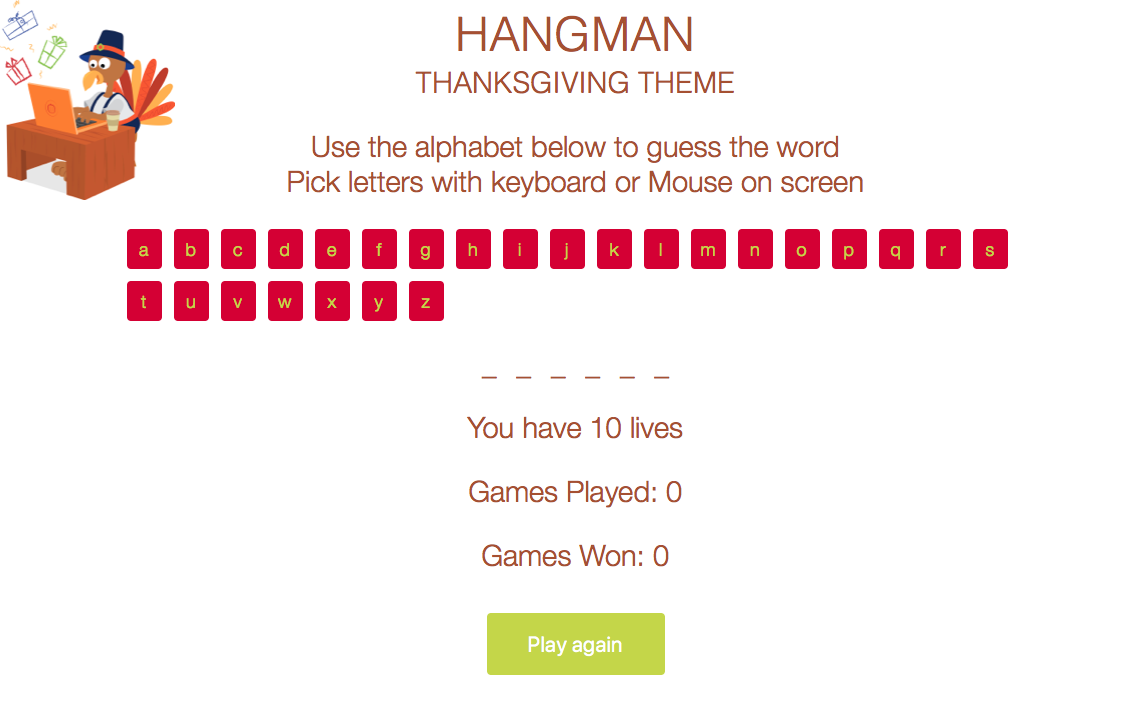 HANGMAN
THANKSGIVING THEME
Use the alphabet below to guess the word
Pick letters with keyboard or Mouse on screen
a b c d e f g h i j k l m n o p q r s
t u v w x y z
_ _ _ _ _ _
You have 10 lives
Games Played: 0
Games Won: 0
Play again